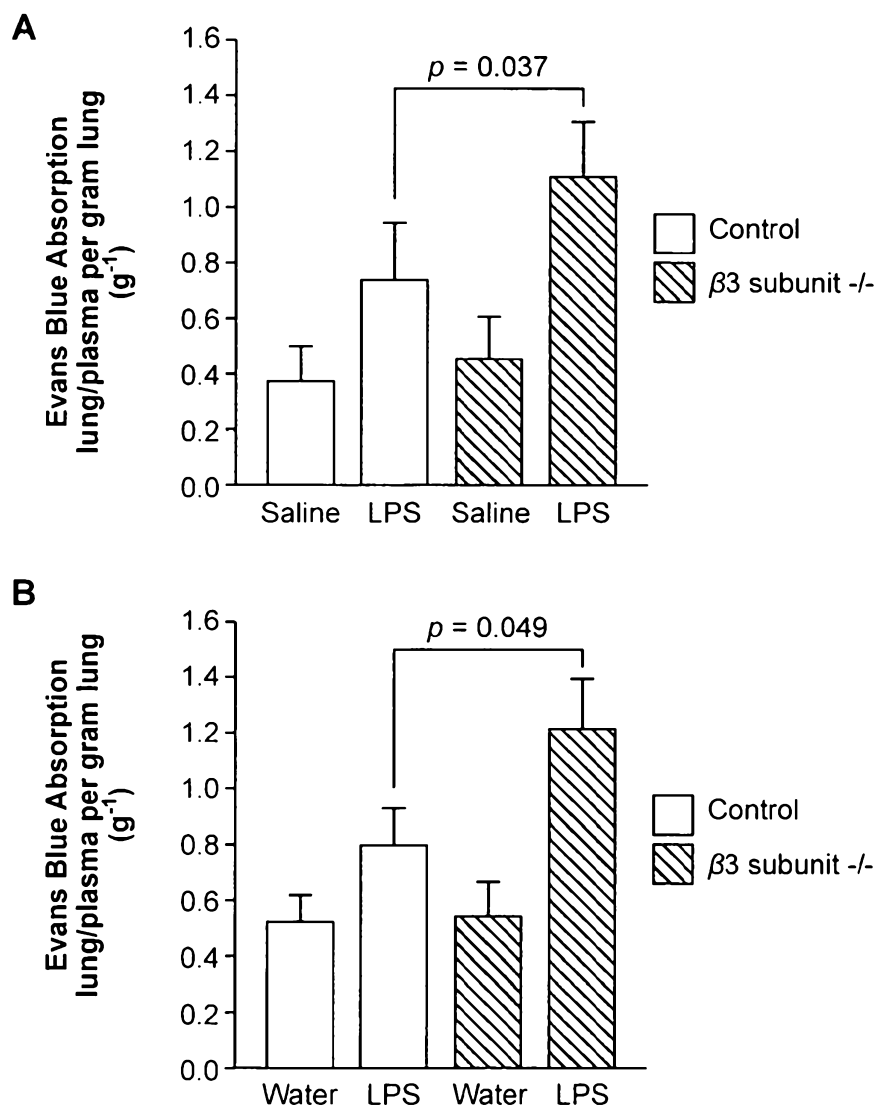 A
Evans Blue Absorption
lung/plasma per gram lung
(g⁻¹)
1.6
1.4
1.2
1.0
0.8
0.6
0.4
0.2
0.0
p = 0.037
Saline LPS Saline LPS
Control
β3 subunit -/-
B
Evans Blue Absorption
lung/plasma per gram lung
(g⁻¹)
1.6
1.4
1.2
1.0
0.8
0.6
0.4
0.2
0.0
p = 0.049
Water LPS Water LPS
Control
β3 subunit -/-